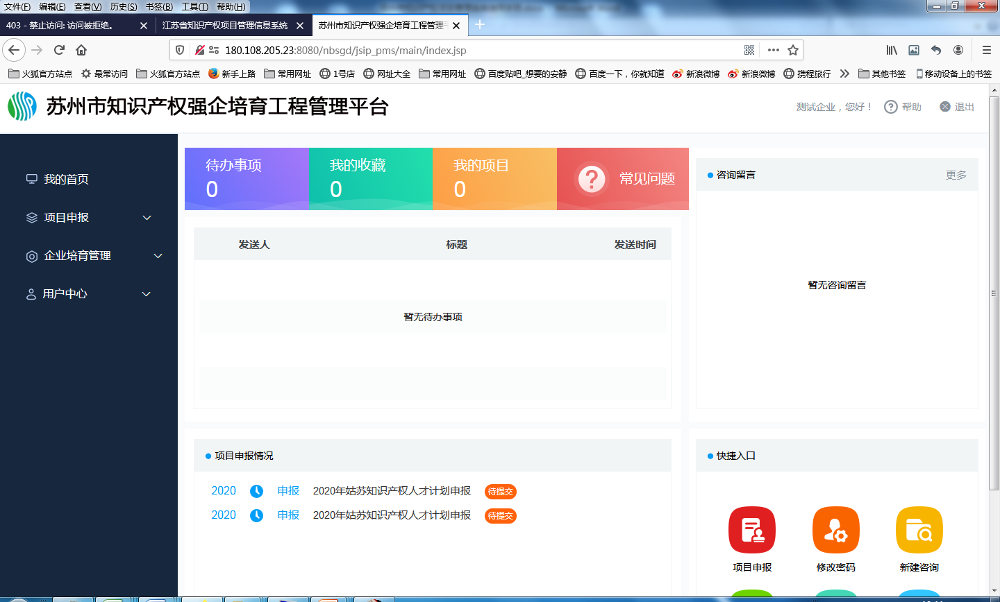 文件(F) 编辑(E) 查看(V) 历史(S) 书签(B) 工具(T) 帮助(H)
403 - 禁止访问: 访问被拒绝。 江苏省知识产权项目管理信息系统 苏州市知识产权强企培育工程管理
180.108.205.23:8080/nbsgd/jsip_pms/main/index.jsp
火狐官方站点 最常访问 火狐官方站点 新手上路 常用网址 1号店 网址大全 常用网址 百度贴吧_想要的安静 百度一下，你就知道 新浪微博 新浪微博 携程旅行 其他书签 移动设备上的书签
苏州市知识产权强企培育工程管理平台
测试企业，您好！ 帮助 退出
我的首页
项目申报
企业培育管理
用户中心
待办事项
0
我的收藏
0
我的项目
0
常见问题
发送人 标题 发送时间
暂无待办事项
咨询留言 更多
暂无咨询留言
项目申报情况
2020 申报 2020年姑苏知识产权人才计划申报 待提交
2020 申报 2020年姑苏知识产权人才计划申报 待提交
快捷入口
项目申报 修改密码 新建咨询